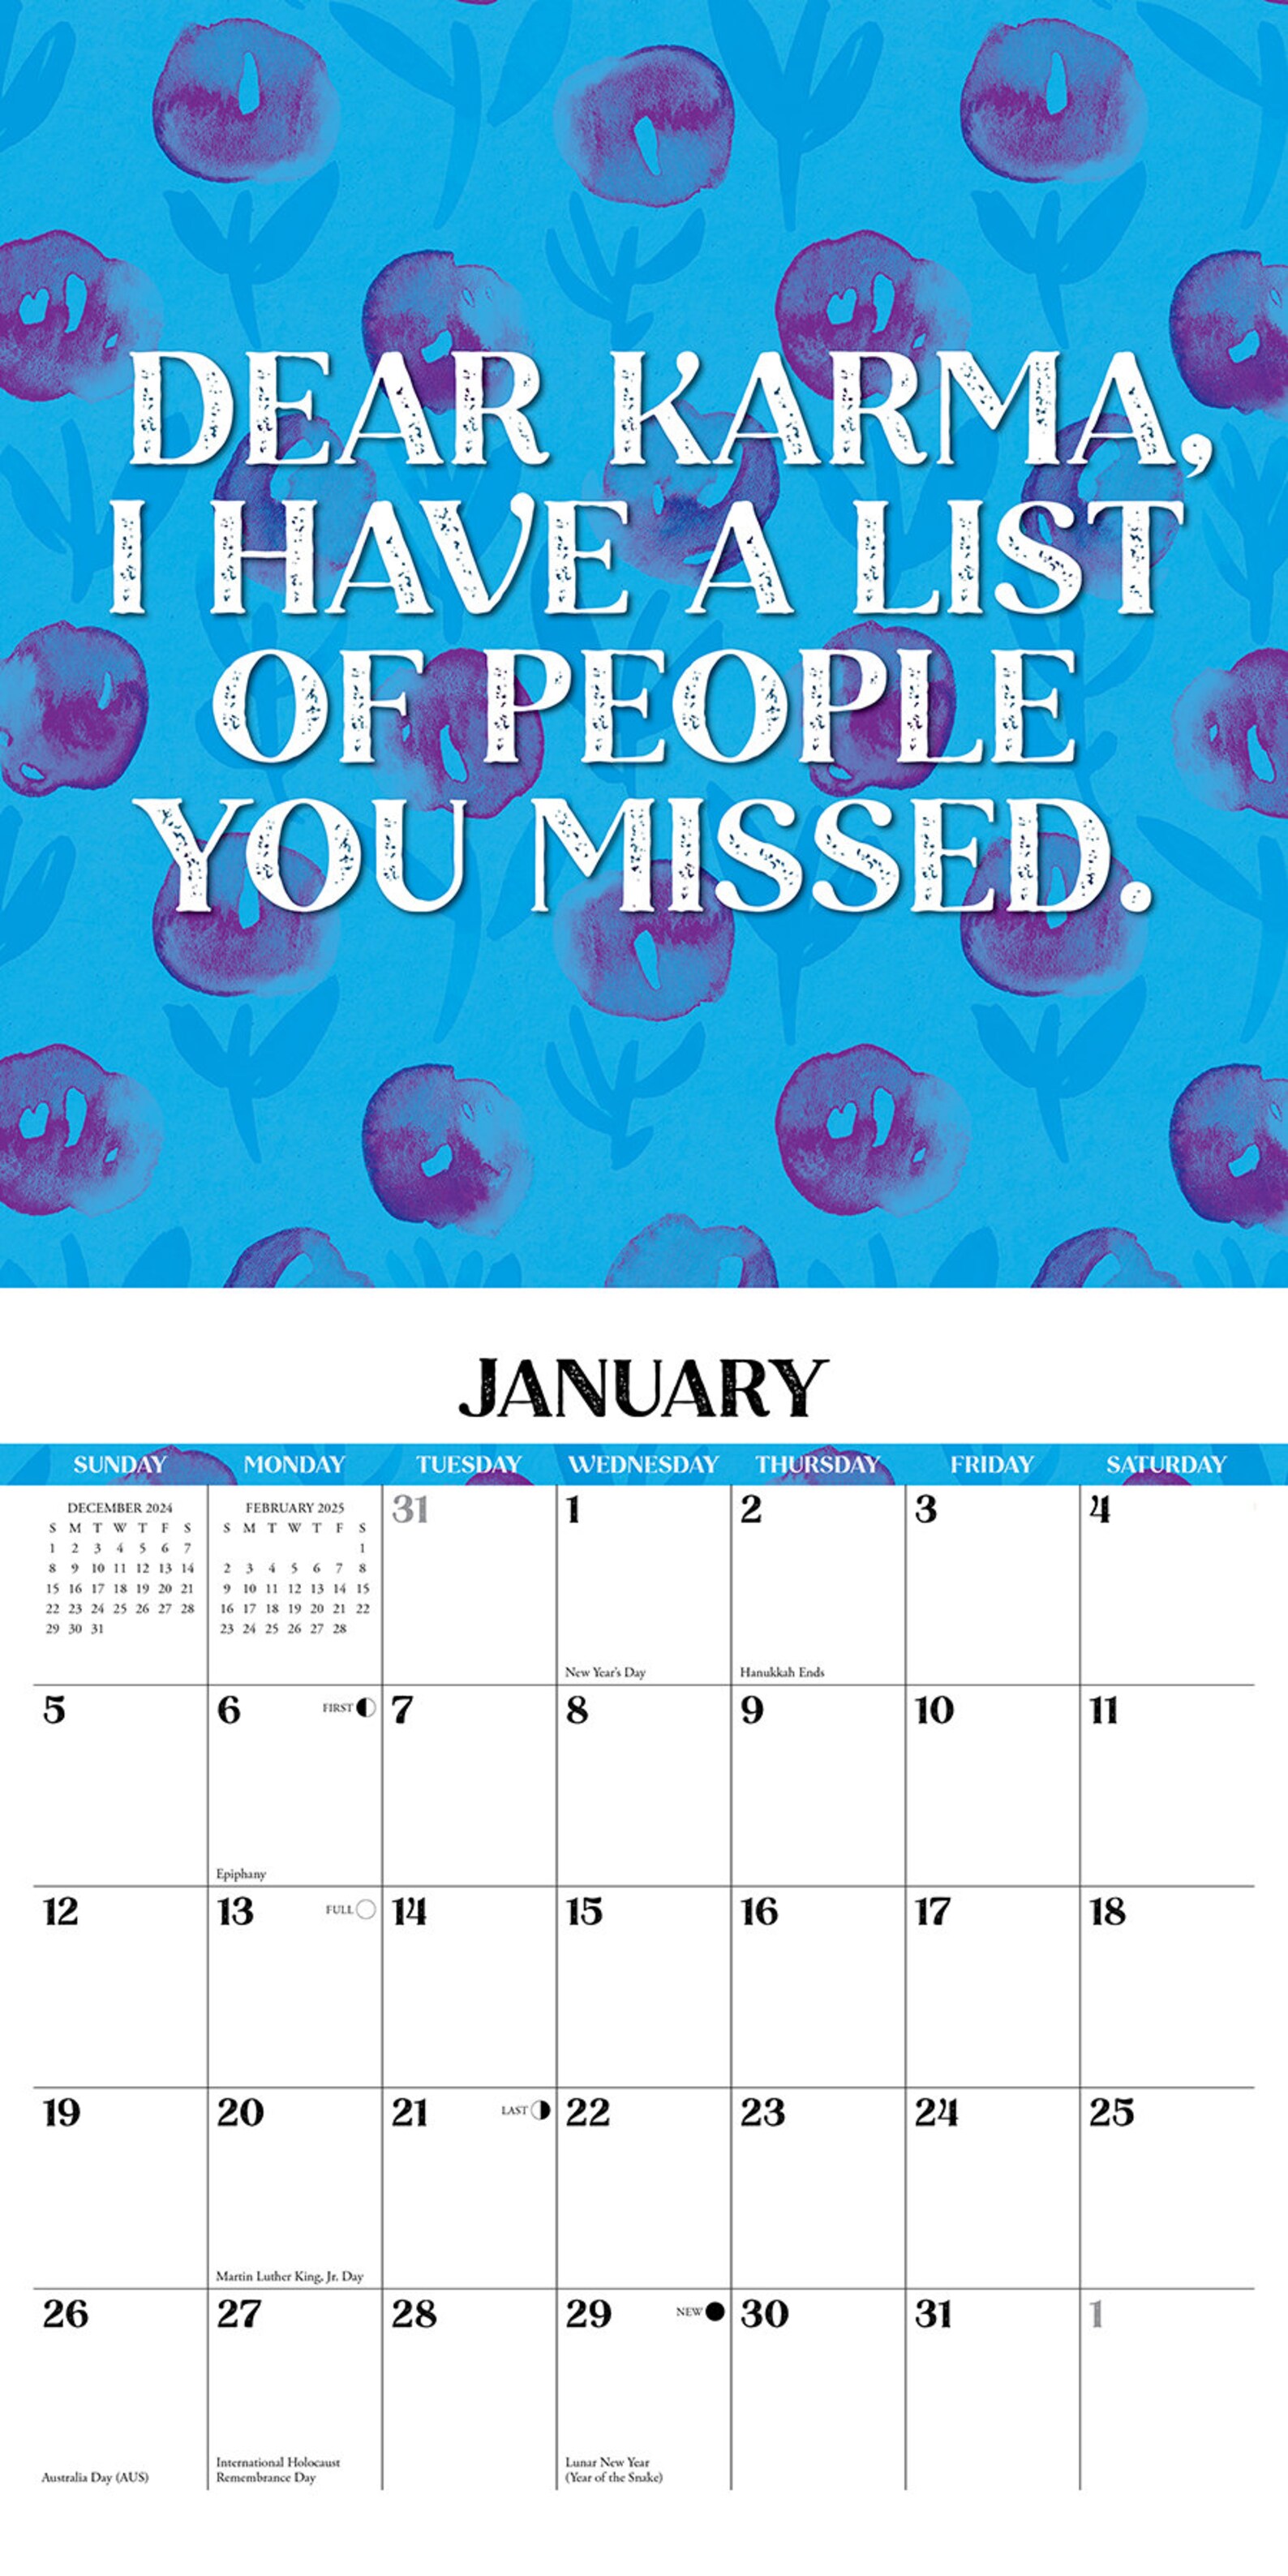 DEAR KARMA,
I HAVE A LIST
OF PEOPLE
YOU MISSED.
JANUARY
SUNDAY MONDAY TUESDAY WEDNESDAY THURSDAY FRIDAY SATURDAY
DECEMBER 2024
S M T W T F S
1 2 3 4 5 6 7
8 9 10 11 12 13 14
15 16 17 18 19 20 21
22 23 24 25 26 27 28
29 30 31
FEBRUARY 2025
S M T W T F S
1
2 3 4 5 6 7 8
9 10 11 12 13 14 15
16 17 18 19 20 21 22
23 24 25 26 27 28
31 1 2 3 4
New Year's Day Hanukkah Ends
5 6 FIRST 7 8 9 10 11
Epiphany
12 13 FULL 14 15 16 17 18
19 20 21 LAST 22 23 24 25
Martin Luther King, Jr. Day
26 27 28 29 NEW 30 31 1
Australia Day (AUS)
International Holocaust
Remembrance Day
Lunar New Year
(Year of the Snake)